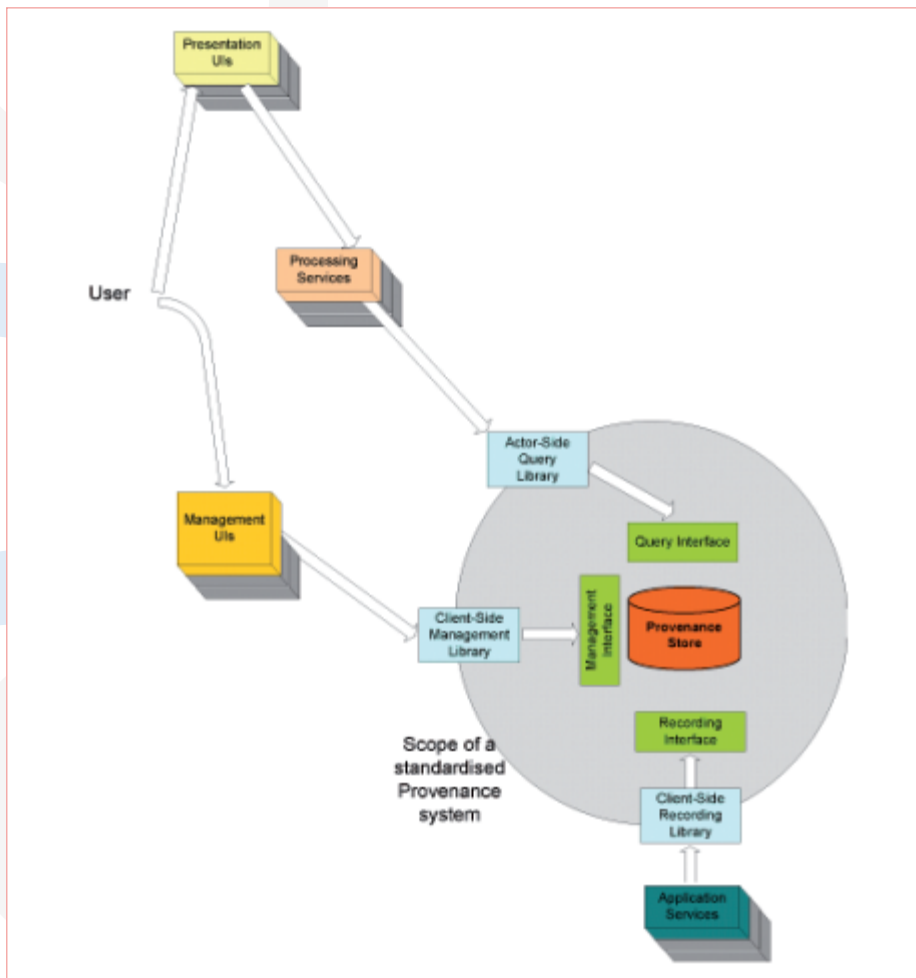 Presentation
UIs
Processing
Services
User
Actor-Side
Query
Library
Management
UIs
Query Interface
Client-Side
Management
Library
Management
Interface
Provenance
Store
Recording
Interface
Scope of a
standardised
Provenance
system
Client-Side
Recording
Library
Application
Services